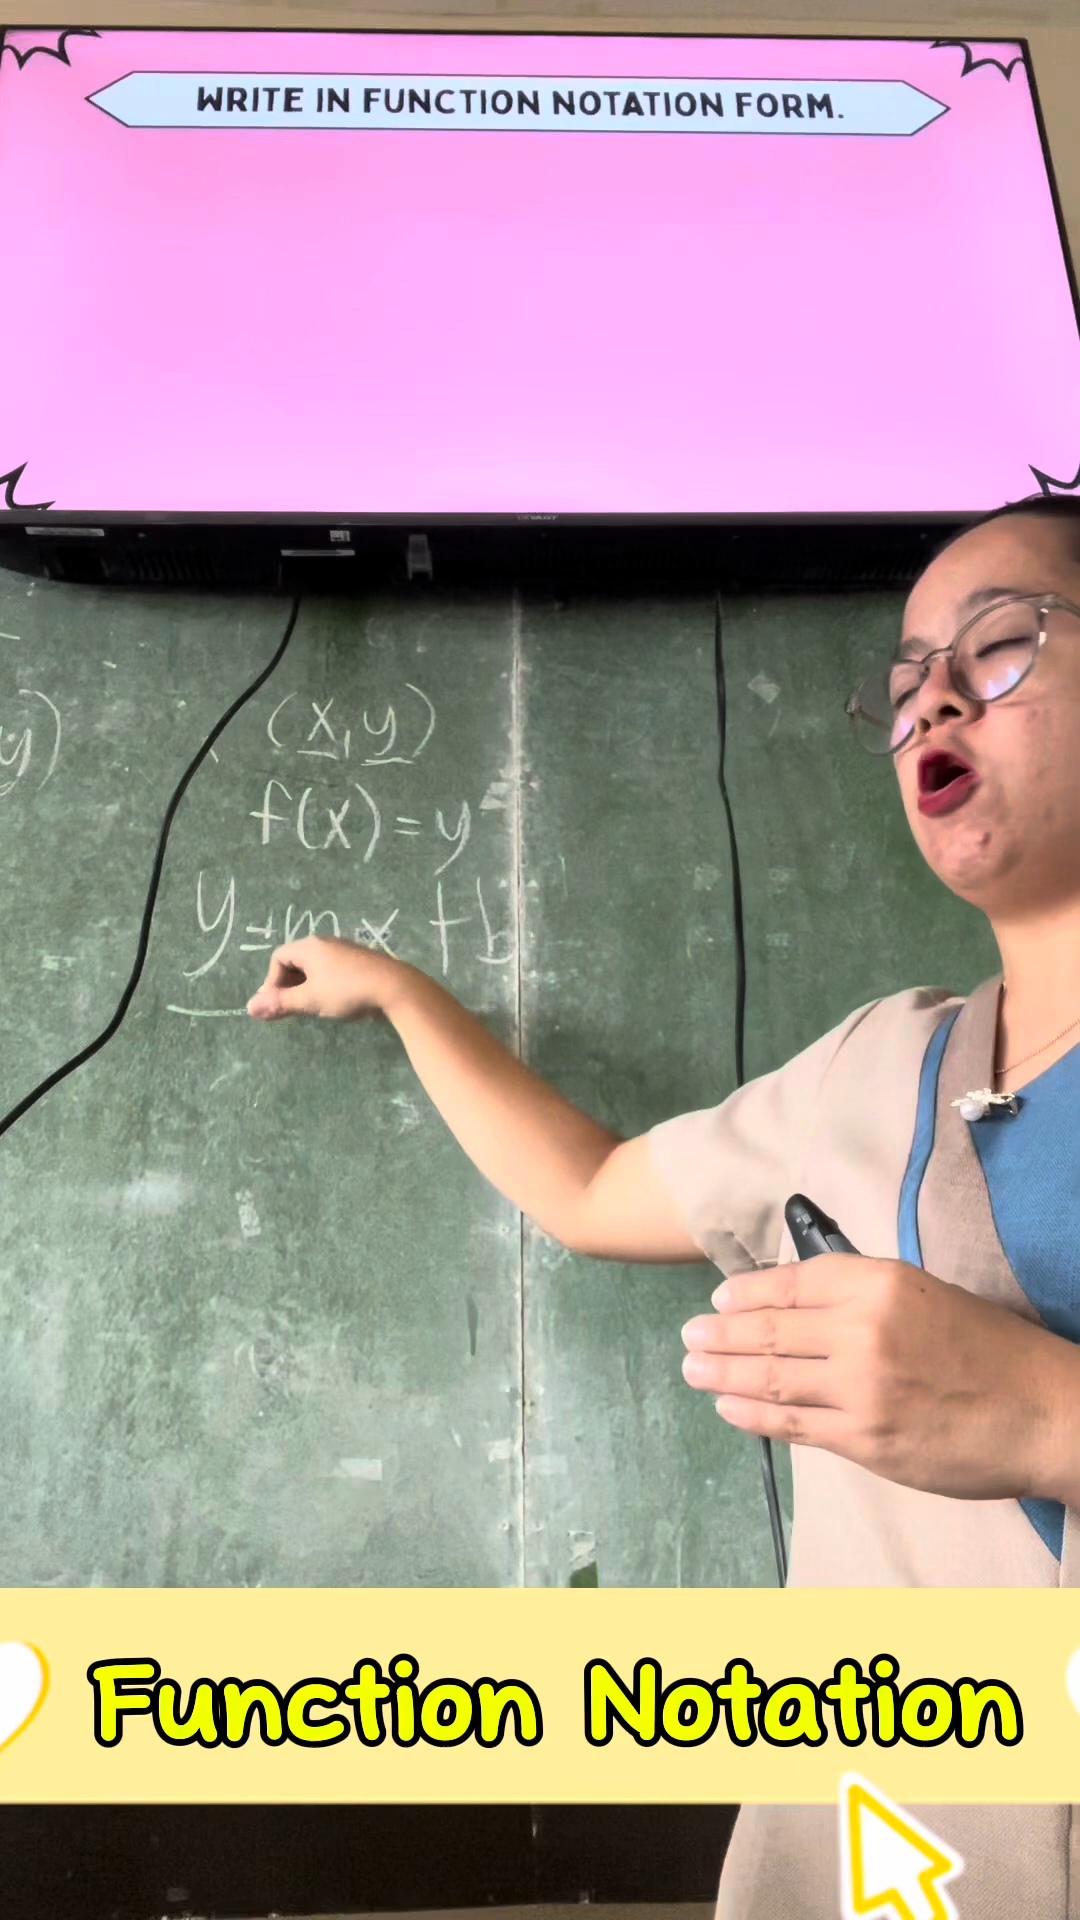 WRITE IN FUNCTION NOTATION FORM.
y)
(x, y)
f(x) = y
y = mx + b
Function Notation